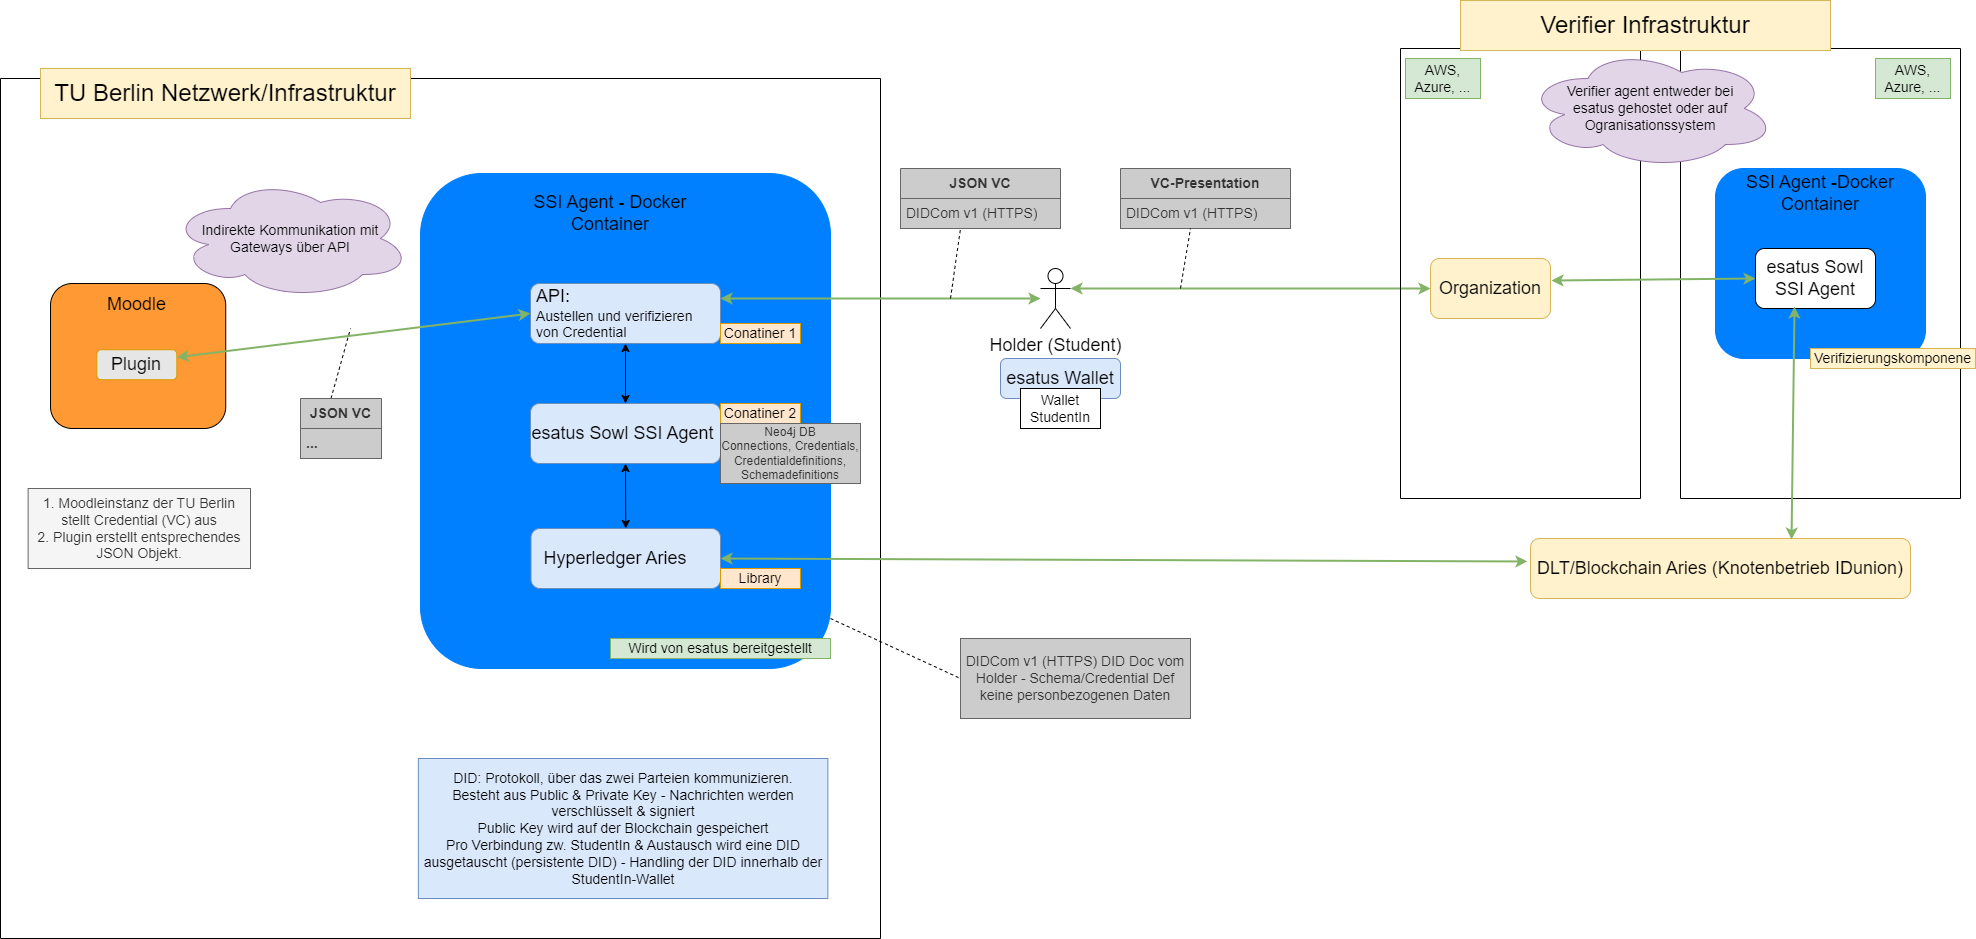 Verifier Infrastruktur
TU Berlin Netzwerk/Infrastruktur
AWS,
Azure, ...
Verifier agent entweder bei
esatus gehostet oder auf
Ogranisationssystem
AWS,
Azure, ...
Indirekte Kommunikation mit
Gateways über API
Moodle
Plugin
JSON VC
...
1. Moodleinstanz der TU Berlin
stellt Credential (VC) aus
2. Plugin erstellt entsprechendes
JSON Objekt.
SSI Agent - Docker
Container
API:
Austellen und verifizieren
von Credential
Conatiner 1
esatus Sowl SSI Agent
Conatiner 2
Neo4j DB
Connections, Credentials,
Credentialdefinitions,
Schemadefinitions
Hyperledger Aries
Library
Wird von esatus bereitgestellt
JSON VC
DIDCom v1 (HTTPS)
VC-Presentation
DIDCom v1 (HTTPS)
Holder (Student)
esatus Wallet
Wallet
StudentIn
Organization
SSI Agent -Docker
Container
esatus Sowl
SSI Agent
Verifizierungskomponene
DLT/Blockchain Aries (Knotenbetrieb IDunion)
DIDCom v1 (HTTPS) DID Doc vom
Holder - Schema/Credential Def
keine personbezogenen Daten
DID: Protokoll, über das zwei Parteien kommunizieren.
Besteht aus Public & Private Key - Nachrichten werden
verschlüsselt & signiert
Public Key wird auf der Blockchain gespeichert
Pro Verbindung zw. StudentIn & Austausch wird eine DID
ausgetauscht (persistente DID) - Handling der DID innerhalb der
StudentIn-Wallet